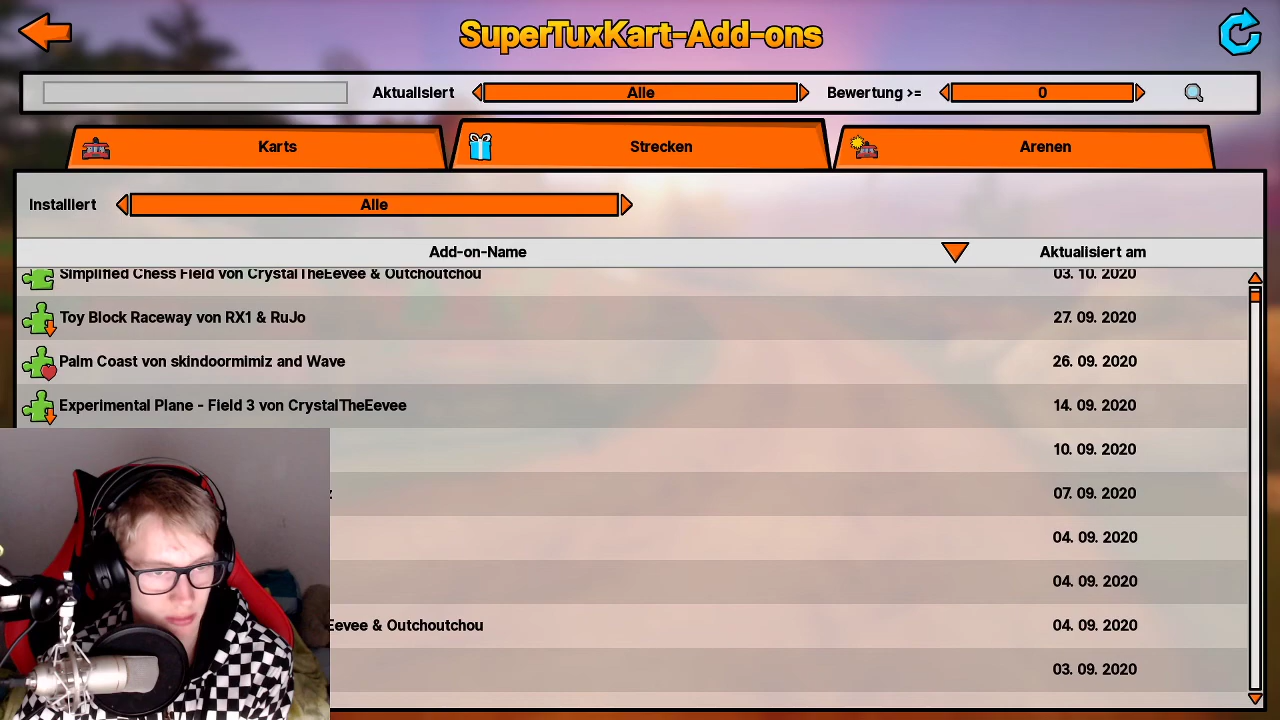 SuperTuxKart-Add-ons
Aktualisiert Alle Bewertung >= 0
Karts Strecken Arenen
Installiert Alle
Add-on-Name Aktualisiert am
Simplified Chess Field von CrystalTheEevee & Outchoutchou 03. 10. 2020
Toy Block Raceway von RX1 & RuJo 27. 09. 2020
Palm Coast von skindoormimiz and Wave 26. 09. 2020
Experimental Plane - Field 3 von CrystalTheEevee 14. 09. 2020
10. 09. 2020
07. 09. 2020
04. 09. 2020
04. 09. 2020
Eevee & Outchoutchou 04. 09. 2020
03. 09. 2020